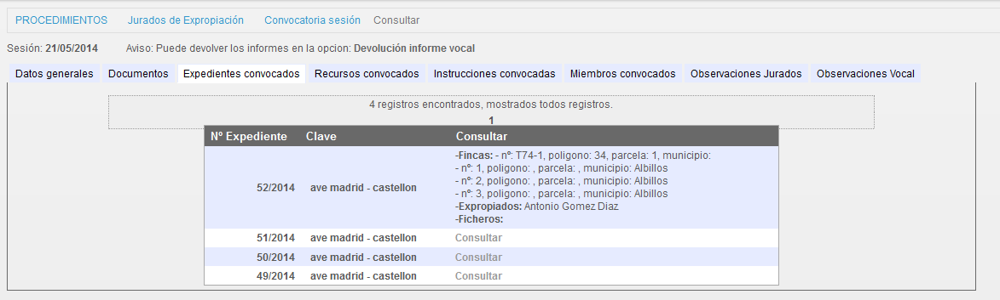 PROCEDIMIENTOS Jurados de Expropiación Convocatoria sesión Consultar
Sesión: 21/05/2014 Aviso: Puede devolver los informes en la opcion: Devolución informe vocal
Datos generales Documentos Expedientes convocados Recursos convocados Instrucciones convocadas Miembros convocados Observaciones Jurados Observaciones Vocal
4 registros encontrados, mostrados todos registros.
1
Nº Expediente Clave Consultar
-Fincas: - nº: T74-1, poligono: 34, parcela: 1, municipio:
- nº: 1, poligono: , parcela: , municipio: Albillos
52/2014 ave madrid - castellon - nº: 2, poligono: , parcela: , municipio: Albillos
- nº: 3, poligono: , parcela: , municipio: Albillos
-Expropiados: Antonio Gomez Diaz
-Ficheros:
51/2014 ave madrid - castellon Consultar
50/2014 ave madrid - castellon Consultar
49/2014 ave madrid - castellon Consultar